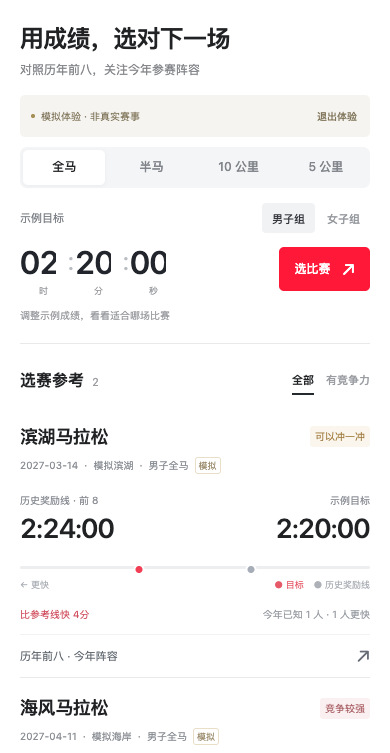 用成绩，选对下一场
对照历年前八，关注今年参赛阵容
模拟体验 · 非真实赛事 退出体验
全马 半马 10 公里 5 公里
示例目标 男子组 女子组
02 : 20 : 00 选比赛
时 分 秒
调整示例成绩，看看适合哪场比赛
选赛参考 2 全部 有竞争力
滨湖马拉松 可以冲一冲
2027-03-14 · 模拟滨湖 · 男子全马 模拟
历史奖励线 · 前 8 示例目标
2:24:00 2:20:00
← 更快 目标 历史奖励线
比参考线快 4分 今年已知 1 人 · 1 人更快
历年前八 · 今年阵容
海风马拉松 竞争较强
2027-04-11 · 模拟海岸 · 男子全马 模拟